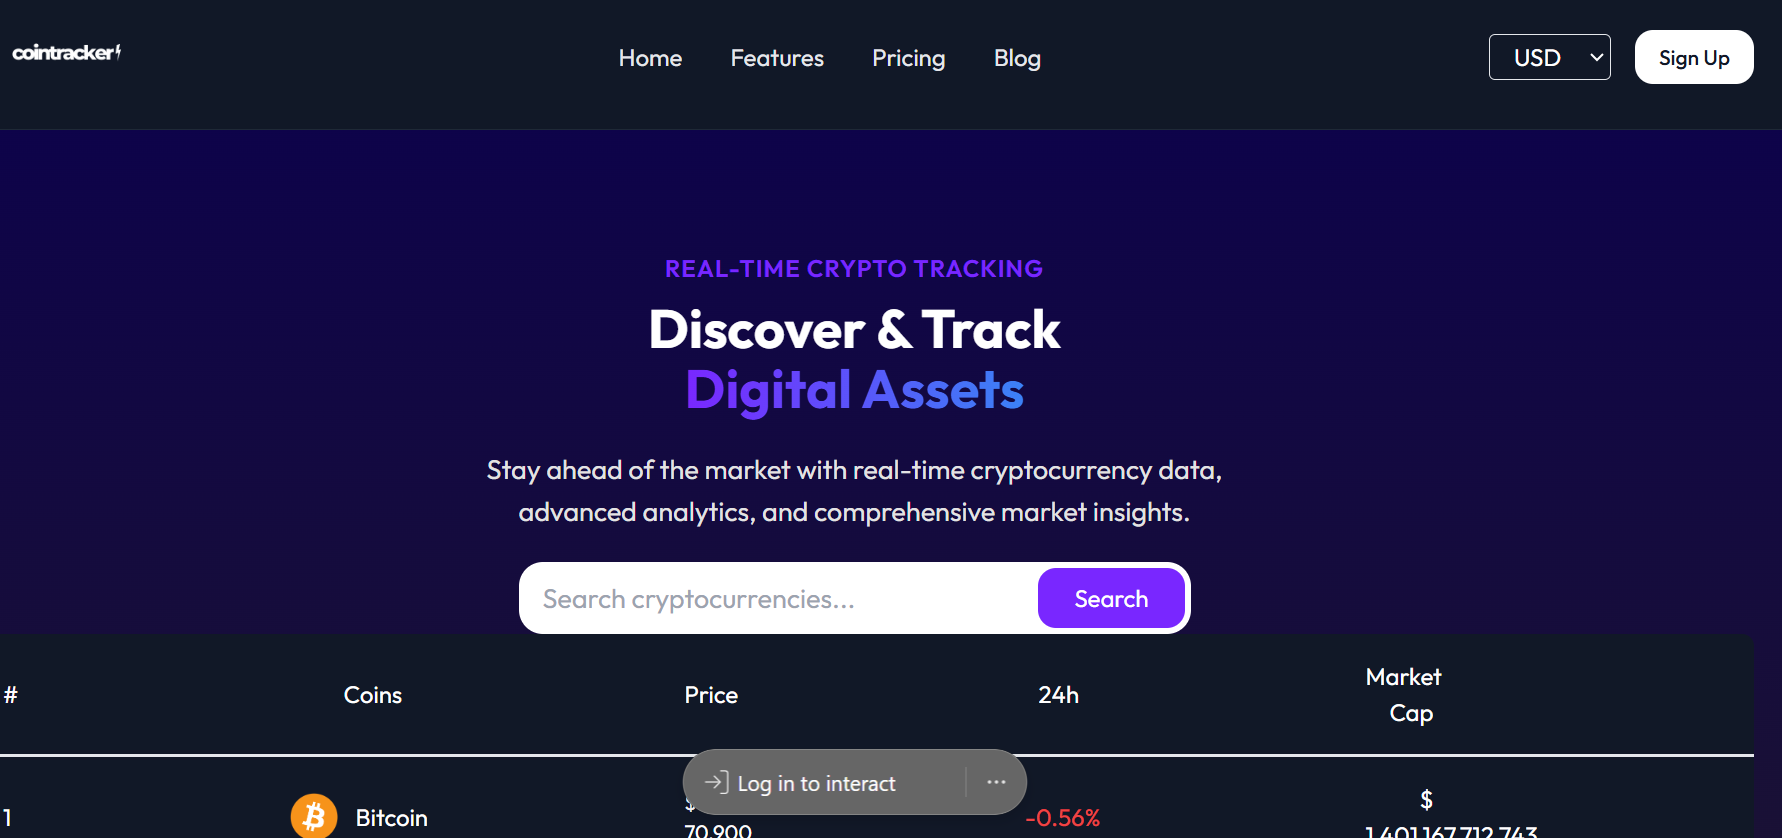 cointracker
Home Features Pricing Blog
USD
Sign Up
REAL-TIME CRYPTO TRACKING
Discover & Track
Digital Assets
Stay ahead of the market with real-time cryptocurrency data,
advanced analytics, and comprehensive market insights.
Search cryptocurrencies...
Search
# Coins Price 24h Market
Cap
Log in to interact
1 Bitcoin $
70,900
-0.56%
$
1,401,167,712,743